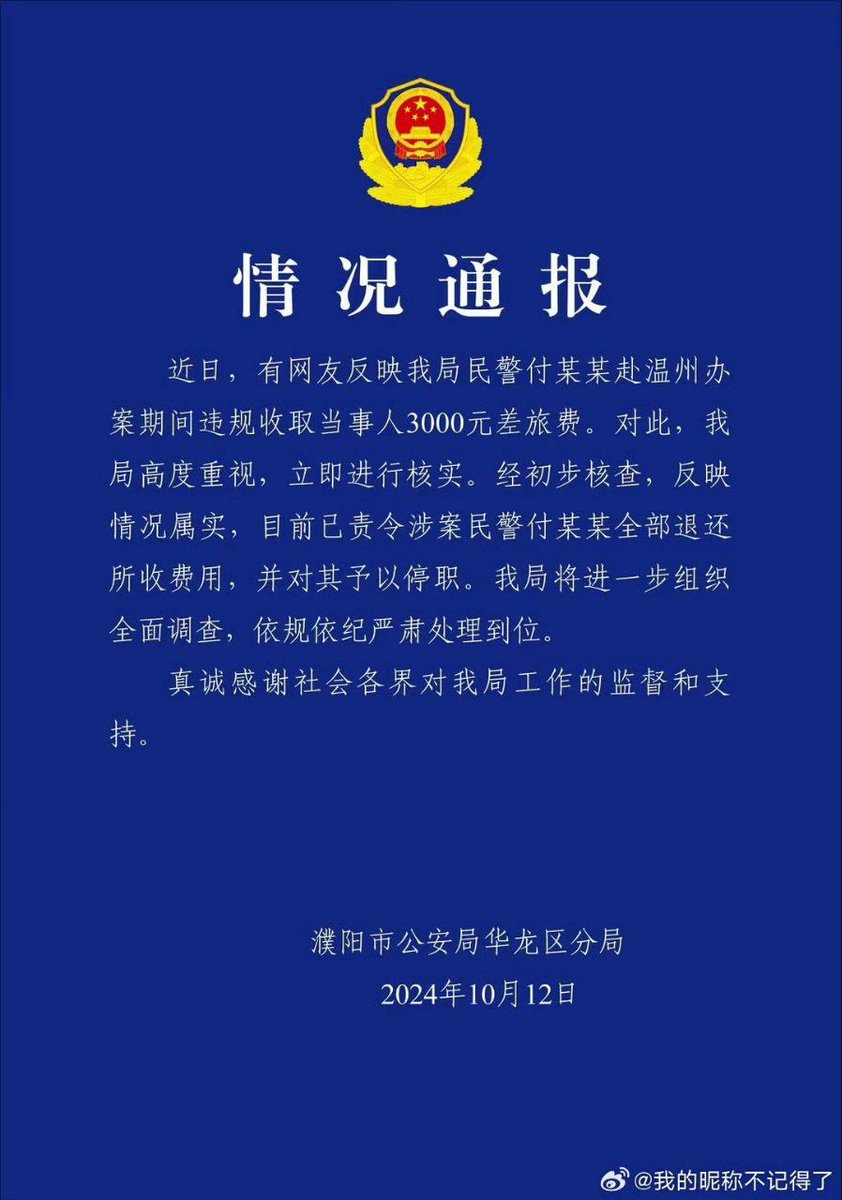 情况通报
近日，有网友反映我局民警付某某赴温州办
案期间违规收取当事人3000元差旅费。对此，我
局高度重视，立即进行核实。经初步核查，反映
情况属实，目前已责令涉案民警付某某全部退还
所收费用，并对其予以停职。我局将进一步组织
全面调查，依规依纪严肃处理到位。
真诚感谢社会各界对我局工作的监督和支
持。
濮阳市公安局华龙区分局
2024年10月12日
@我的昵称不记得了